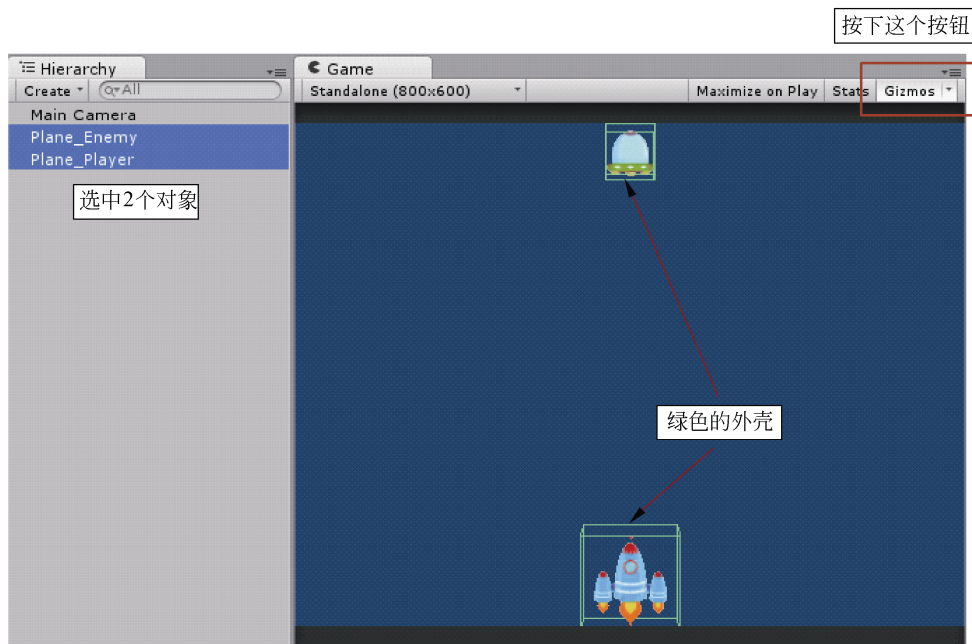 按下这个按钮
Hierarchy
Game
Create
All
Standalone (800x600)
Maximize on Play
Stats
Gizmos
Main Camera
Plane_Enemy
Plane_Player
选中2个对象
绿色的外壳